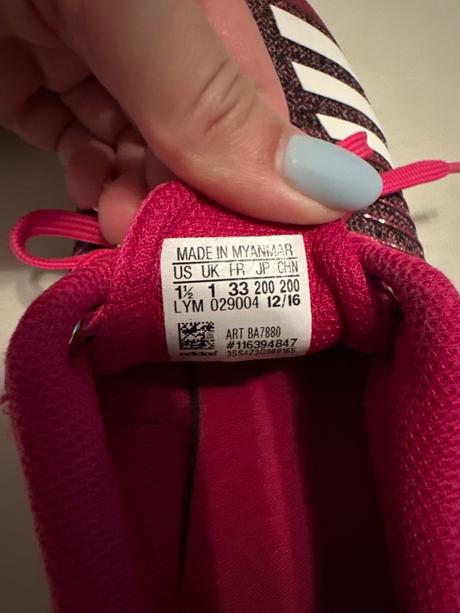 MADE IN MYANMAR
US UK FR JP CHN
1½ 1 33 200 200
LYM 029004 12/16
ART BA7880
#116394847
adidas